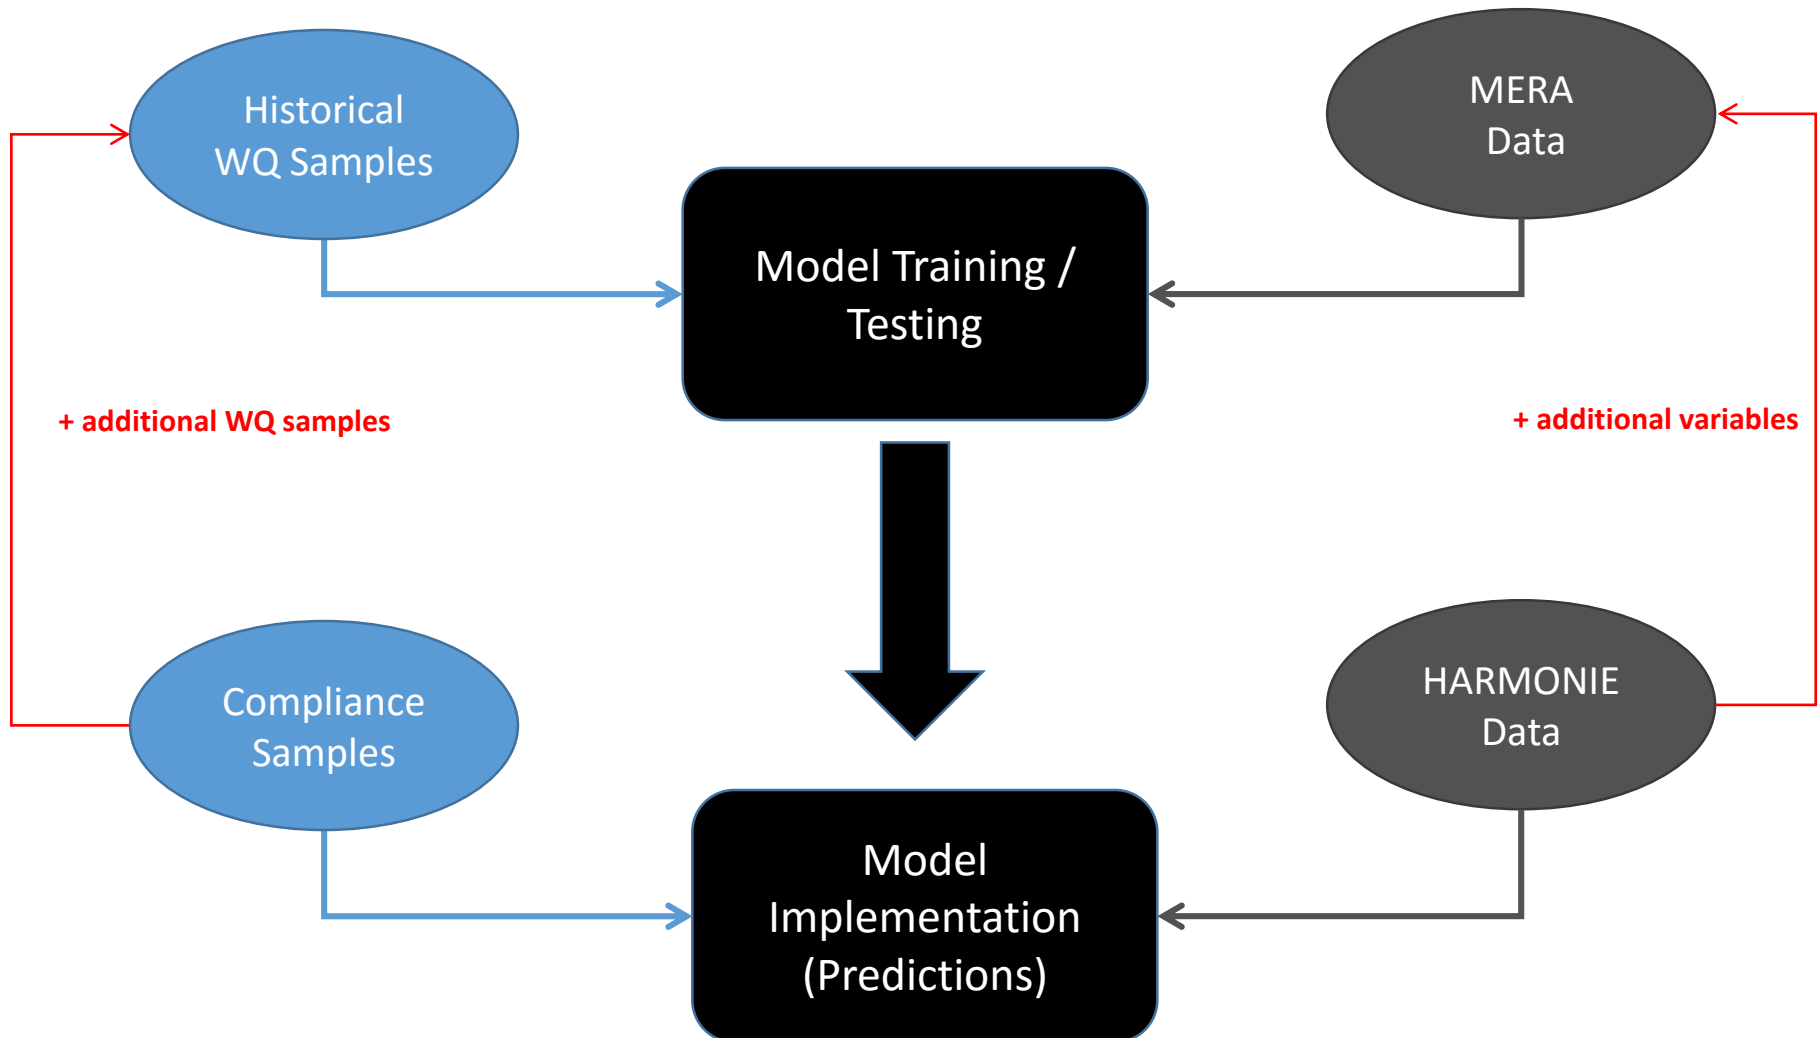 Historical
WQ Samples
MERA
Data
Model Training /
Testing
+ additional WQ samples
+ additional variables
Compliance
Samples
HARMONIE
Data
Model
Implementation
(Predictions)